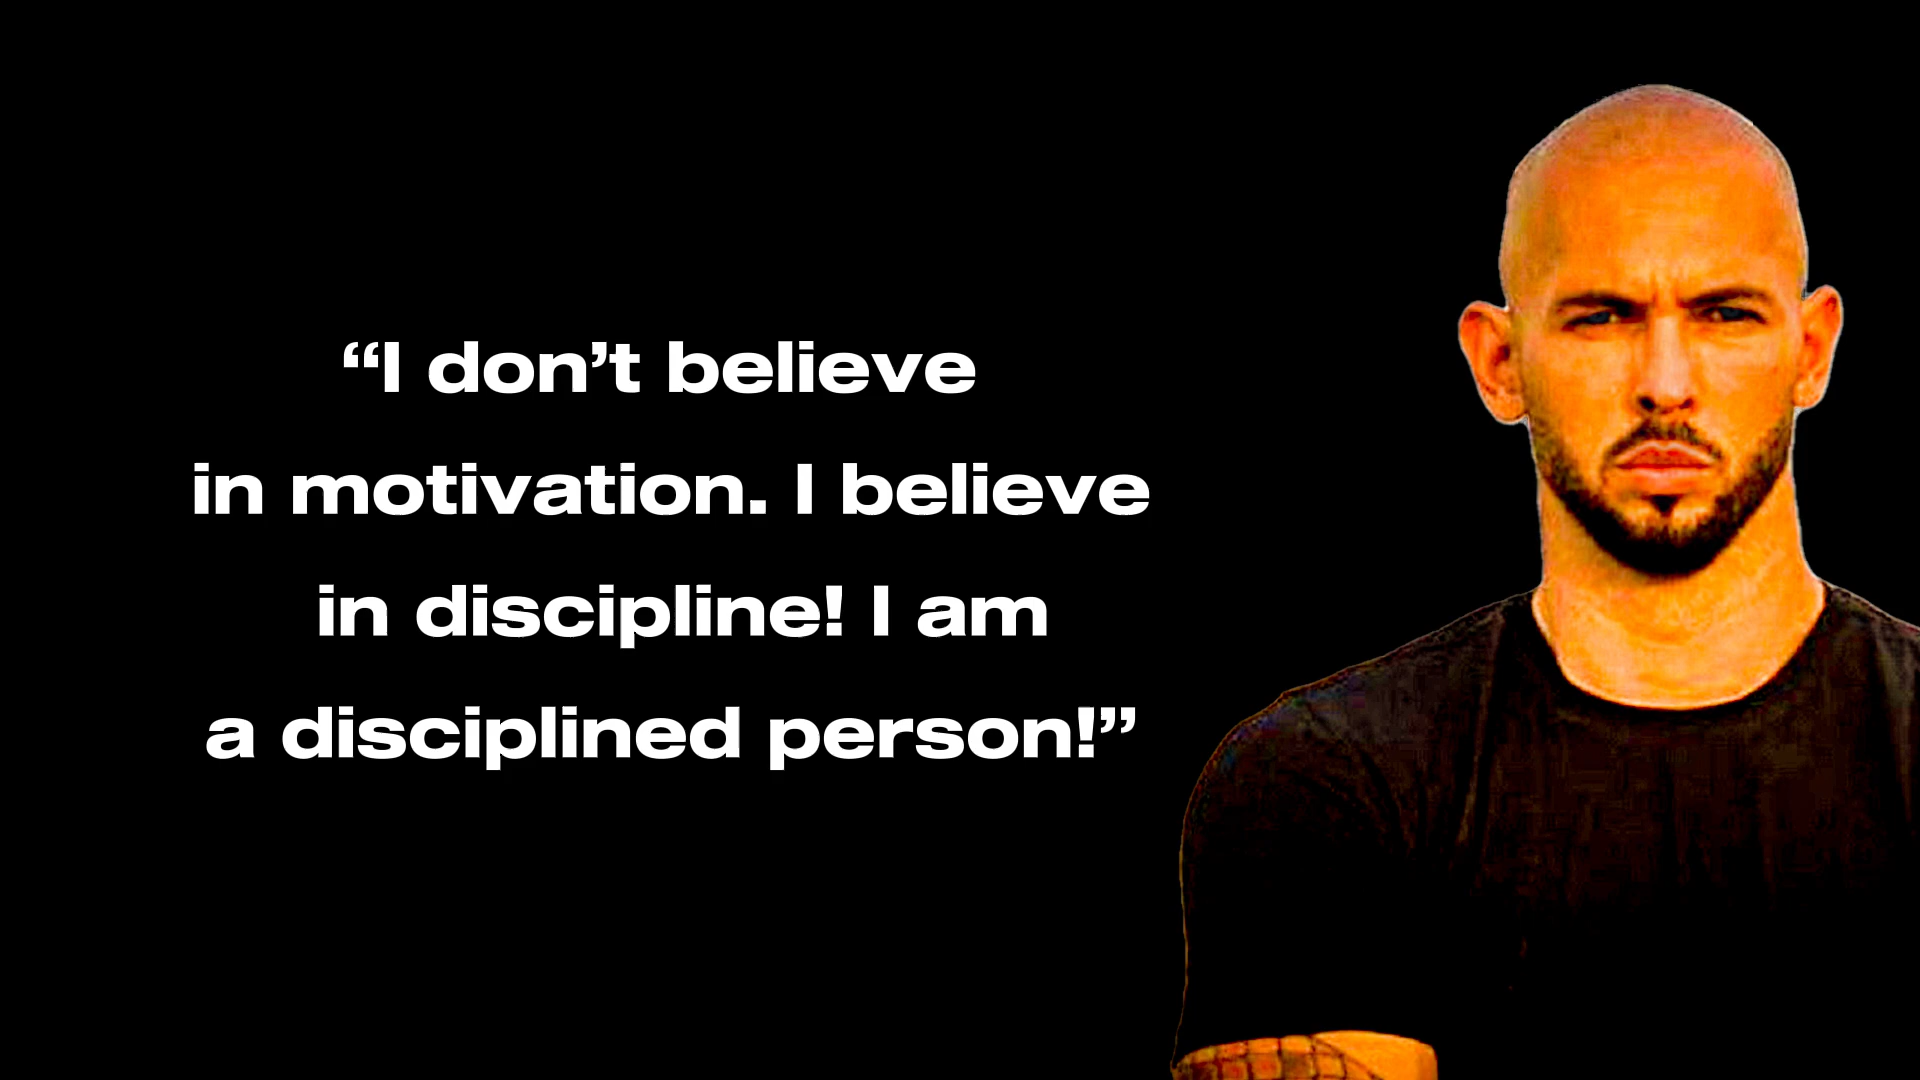 “I don’t believe
in motivation. I believe
in discipline! I am
a disciplined person!”